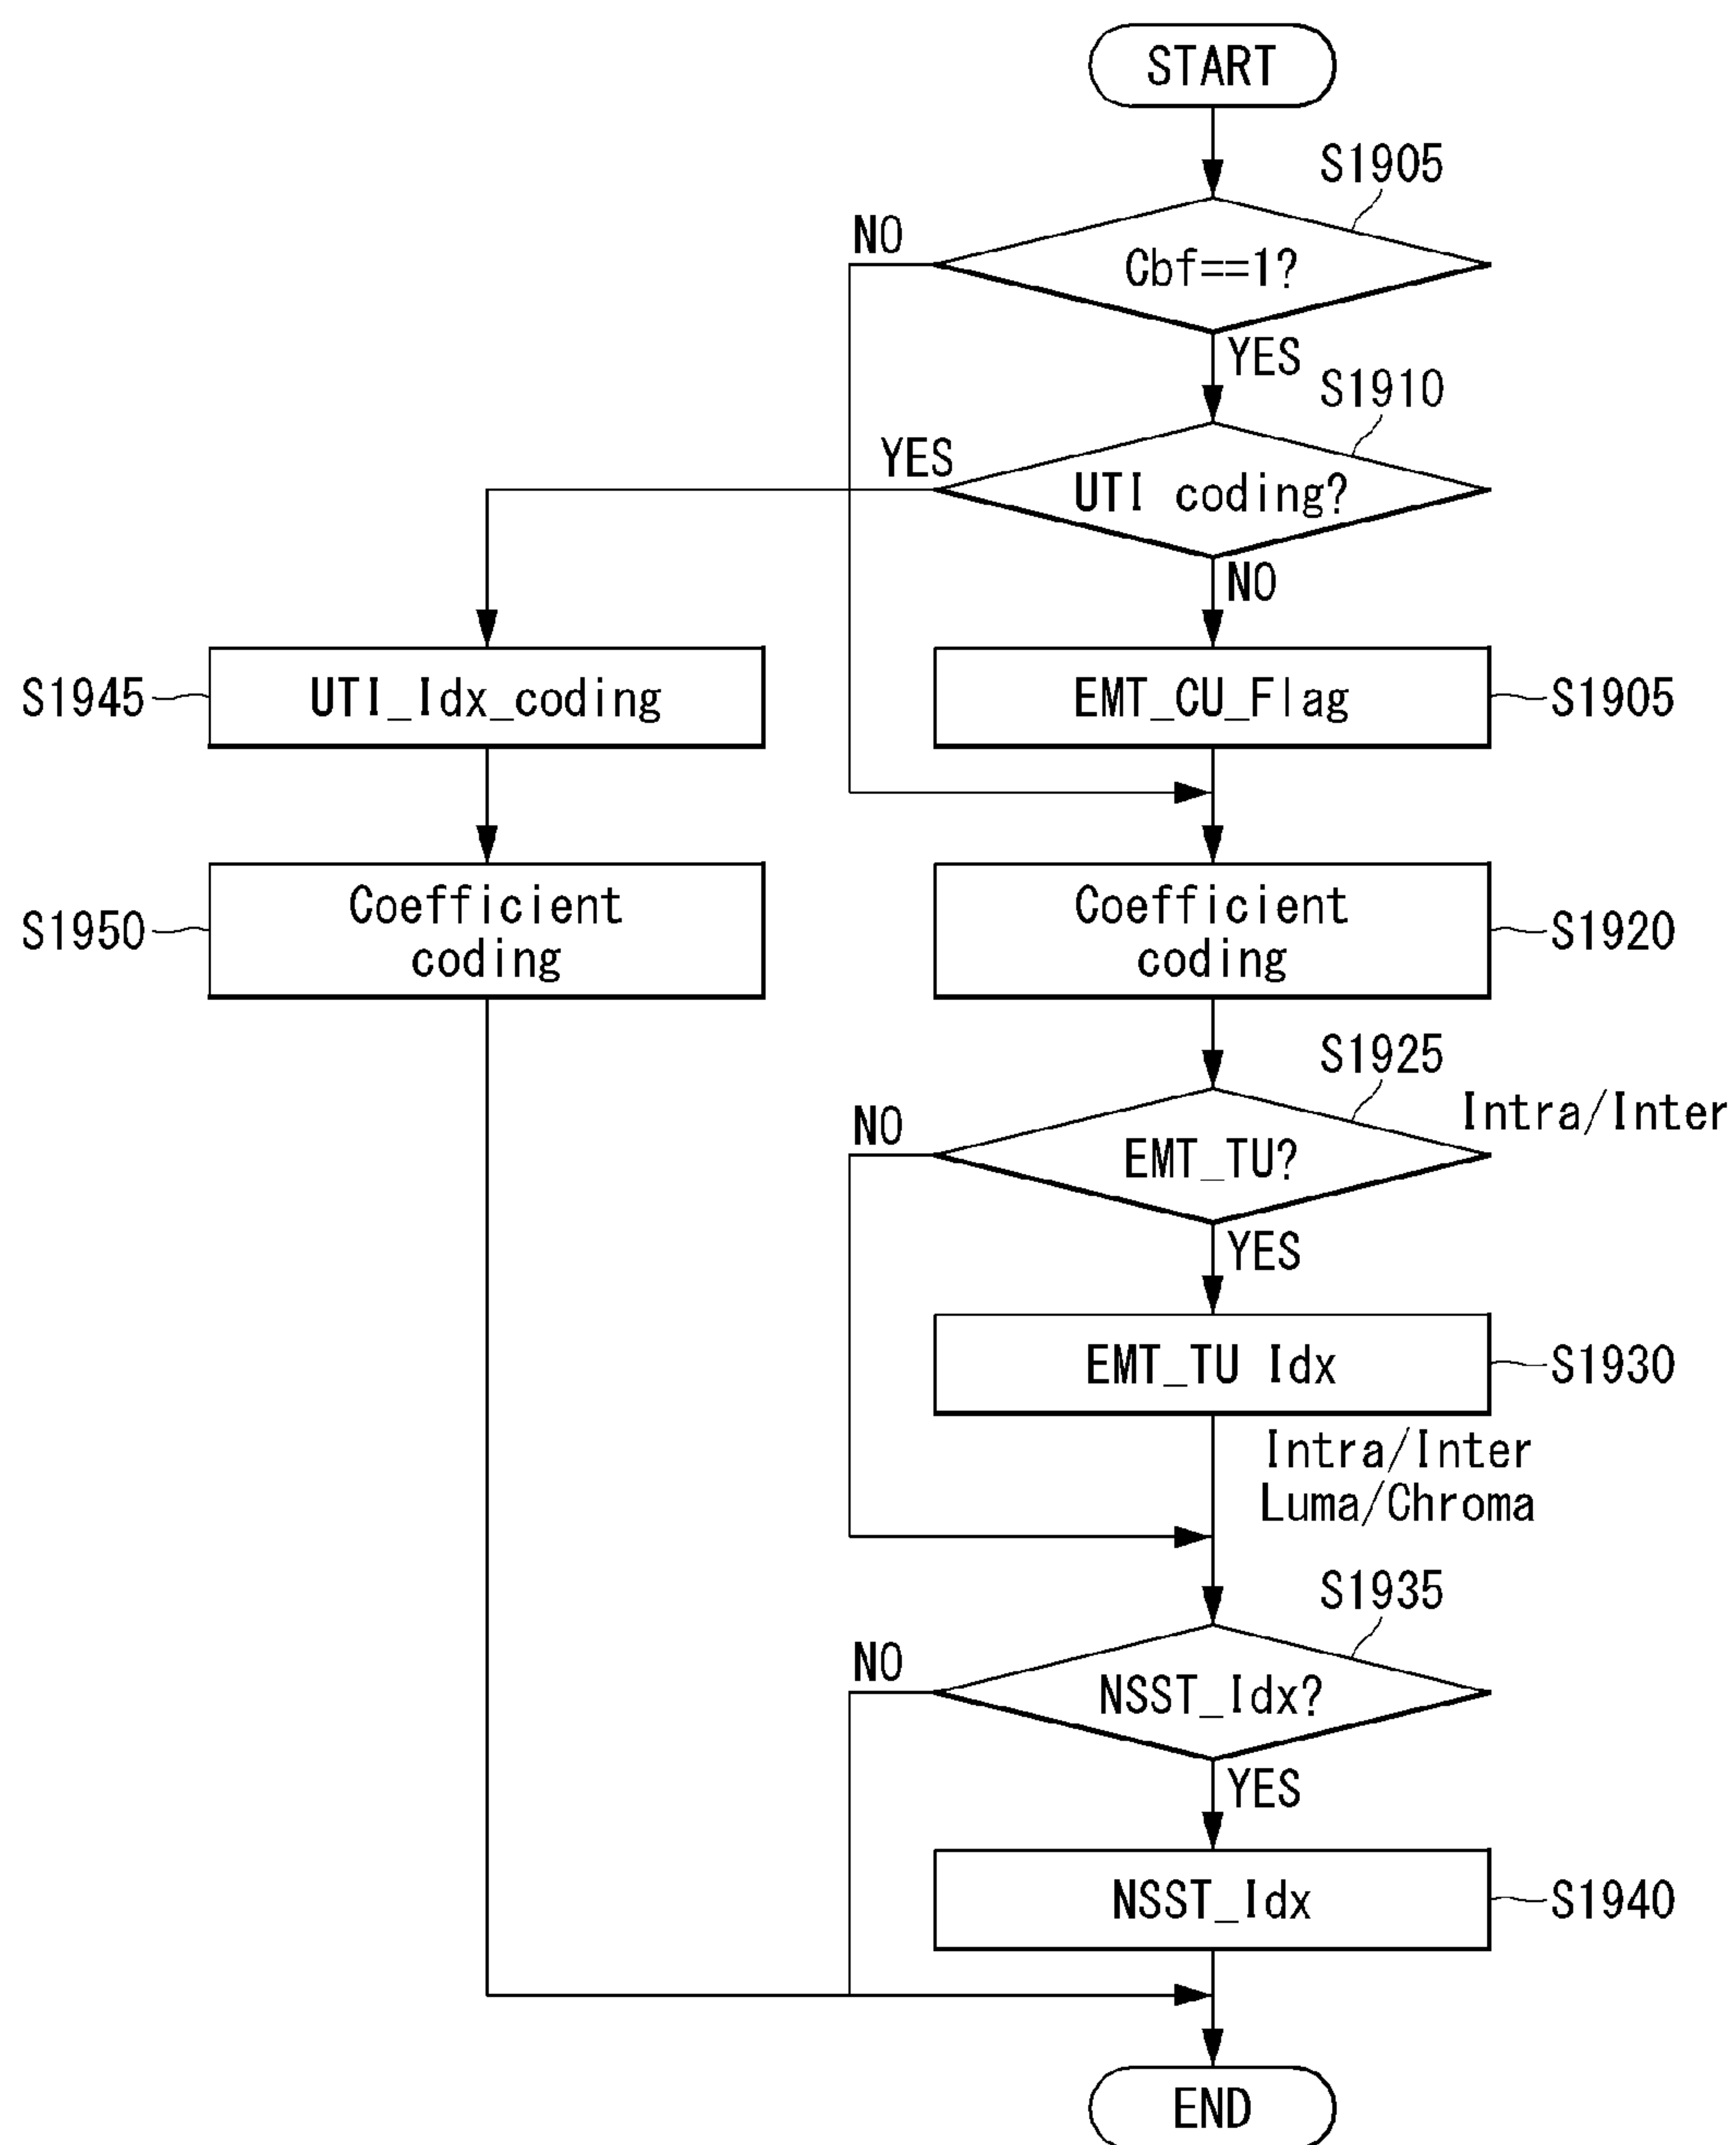 START
S1905
NO
Cbf==1?
YES
S1910
YES
UTI coding?
NO
S1945
UTI_Idx_coding
EMT_CU_Flag
S1905
S1950
Coefficient
coding
Coefficient
coding
S1920
S1925
Intra/Inter
NO
EMT_TU?
YES
EMT_TU Idx
S1930
Intra/Inter
Luma/Chroma
S1935
NO
NSST_Idx?
YES
NSST_Idx
S1940
END